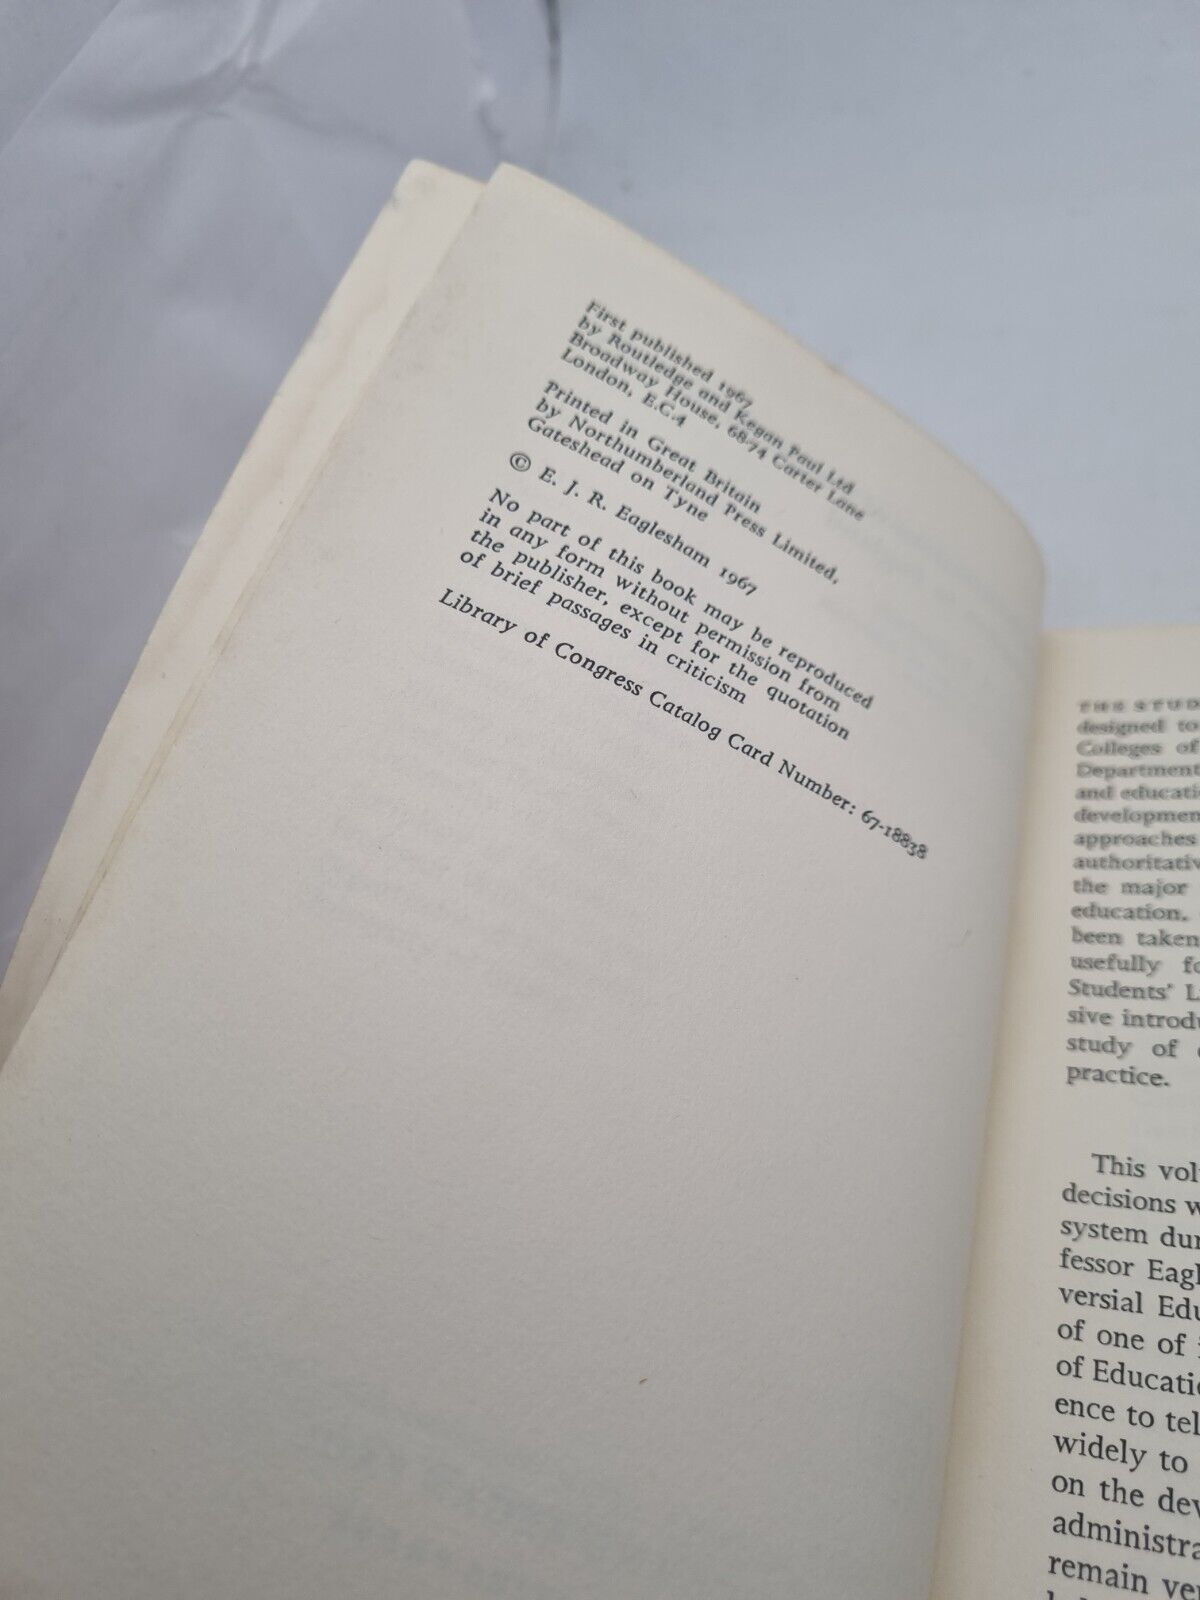 First published 1967
by Routledge and Kegan Paul Ltd
Broadway House, 68-74 Carter Lane
London, E.C.4
Printed in Great Britain
by Northumberland Press Limited,
Gateshead on Tyne
© E. J. R. Eaglesham 1967
No part of this book may be reproduced
in any form without permission from
the publisher, except for the quotation
of brief passages in criticism
Library of Congress Catalog Card Number: 67-18838
THE STUD
designed to
Colleges of
Department
and educati
developmen
approaches
authoritativ
the major
education.
been taken
usefully fo
Students' L
sive introdu
study of
practice.
This vol
decisions w
system dur
fessor Eagl
versial Edu
of one of
of Educatio
ence to tel
widely to
on the dev
administra
remain ver